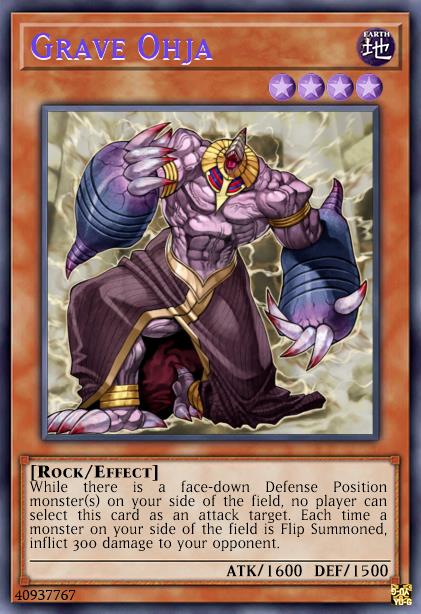 Grave Ohja
EARTH
地
[Rock/Effect]
While there is a face-down Defense Position
monster(s) on your side of the field, no player can
select this card as an attack target. Each time a
monster on your side of the field is Flip Summoned,
inflict 300 damage to your opponent.
ATK/1600 DEF/1500
40937767